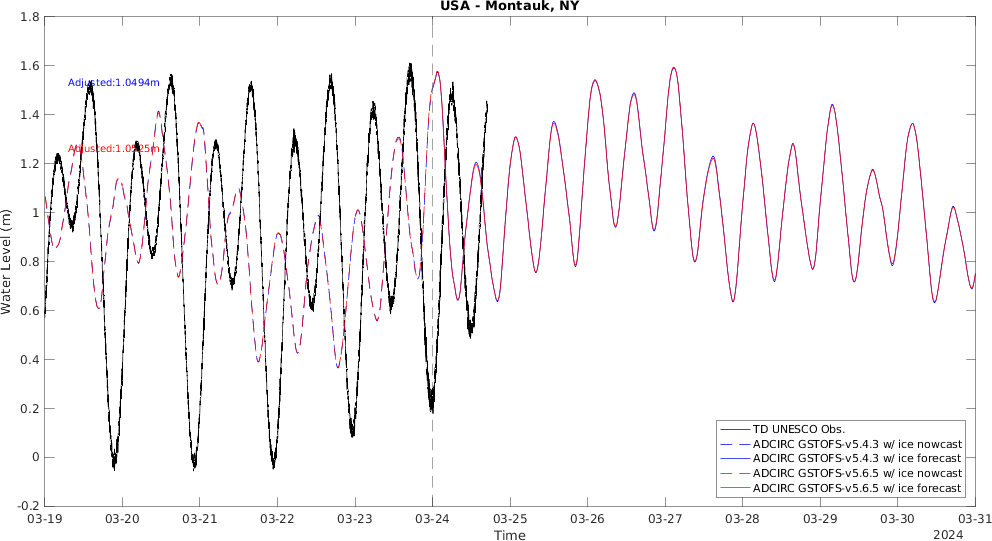 USA - Montauk, NY
1.8
1.6
1.4
1.2
1
0.8
0.6
0.4
0.2
0
-0.2
Water Level (m)
Adjusted:1.0494m
Adjusted:1.0525m
TD UNESCO Obs.
ADCIRC GSTOFS-v5.4.3 w/ ice nowcast
ADCIRC GSTOFS-v5.4.3 w/ ice forecast
ADCIRC GSTOFS-v5.6.5 w/ ice nowcast
ADCIRC GSTOFS-v5.6.5 w/ ice forecast
03-19 03-20 03-21 03-22 03-23 03-24 03-25 03-26 03-27 03-28 03-29 03-30 03-31
Time
2024